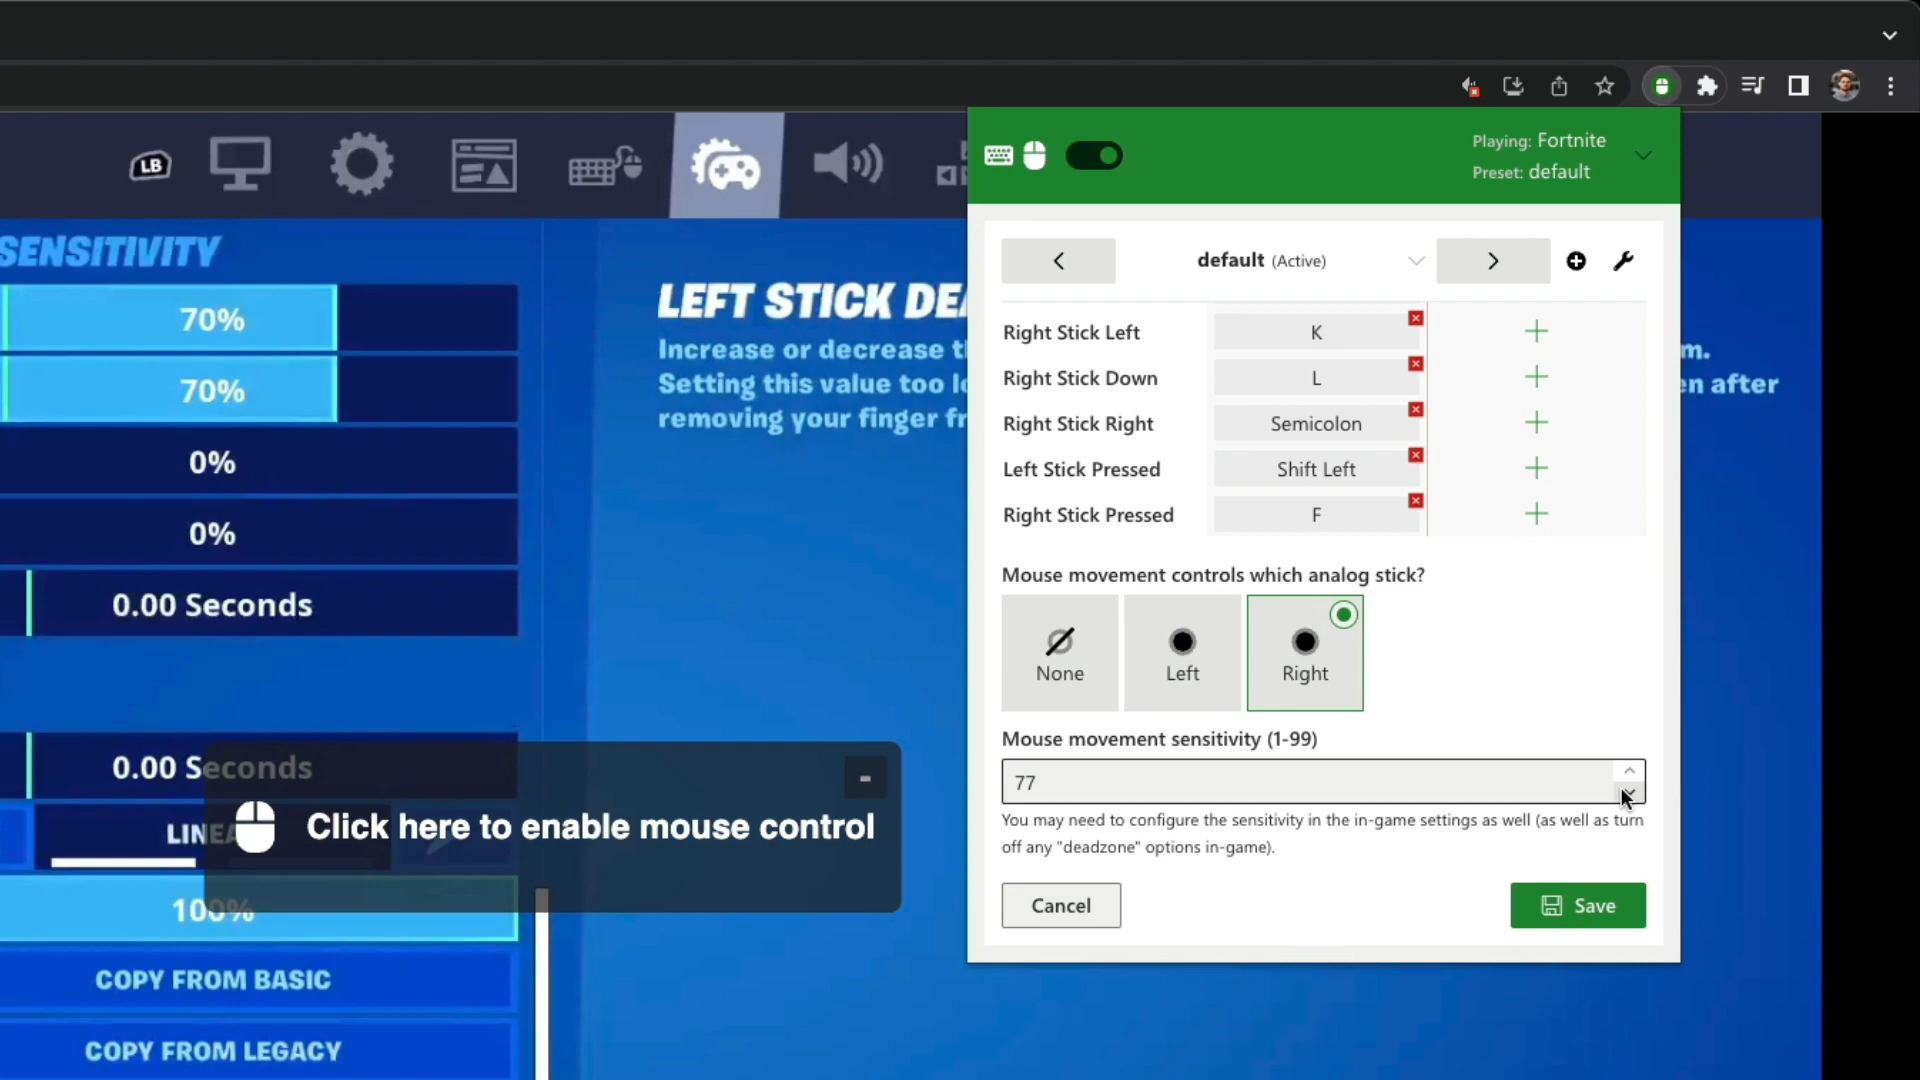 LB
Playing: Fortnite
Preset: default
SENSITIVITY
70%
70%
0%
0%
0.00 Seconds
0.00 Seconds
LINEA
100%
COPY FROM BASIC
COPY FROM LEGACY
LEFT STICK DEA
Increase or decrease t
m.
Setting this value too lo
en after
removing your finger fr
-
Click here to enable mouse control
default (Active)
Right Stick Left K
Right Stick Down L
Right Stick Right Semicolon
Left Stick Pressed Shift Left
Right Stick Pressed F
Mouse movement controls which analog stick?
None Left Right
Mouse movement sensitivity (1-99)
77
You may need to configure the sensitivity in the in-game settings as well (as well as turn
off any "deadzone" options in-game).
Cancel Save